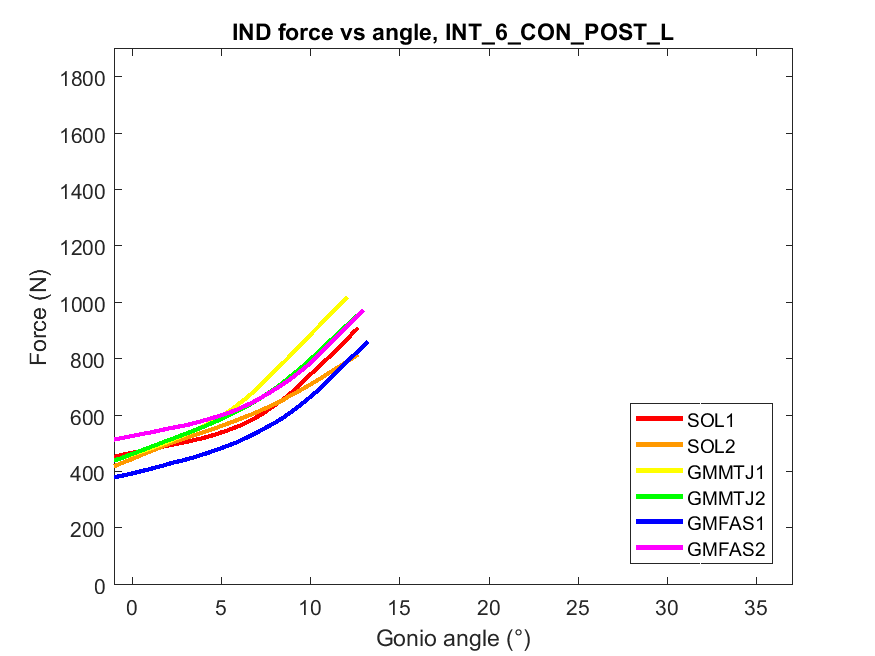 IND force vs angle, INT_6_CON_POST_L
1800
1600
1400
1200
1000
800
600
400
200
0
Force (N)
SOL1
SOL2
GMMTJ1
GMMTJ2
GMFAS1
GMFAS2
0 5 10 15 20 25 30 35
Gonio angle (°)